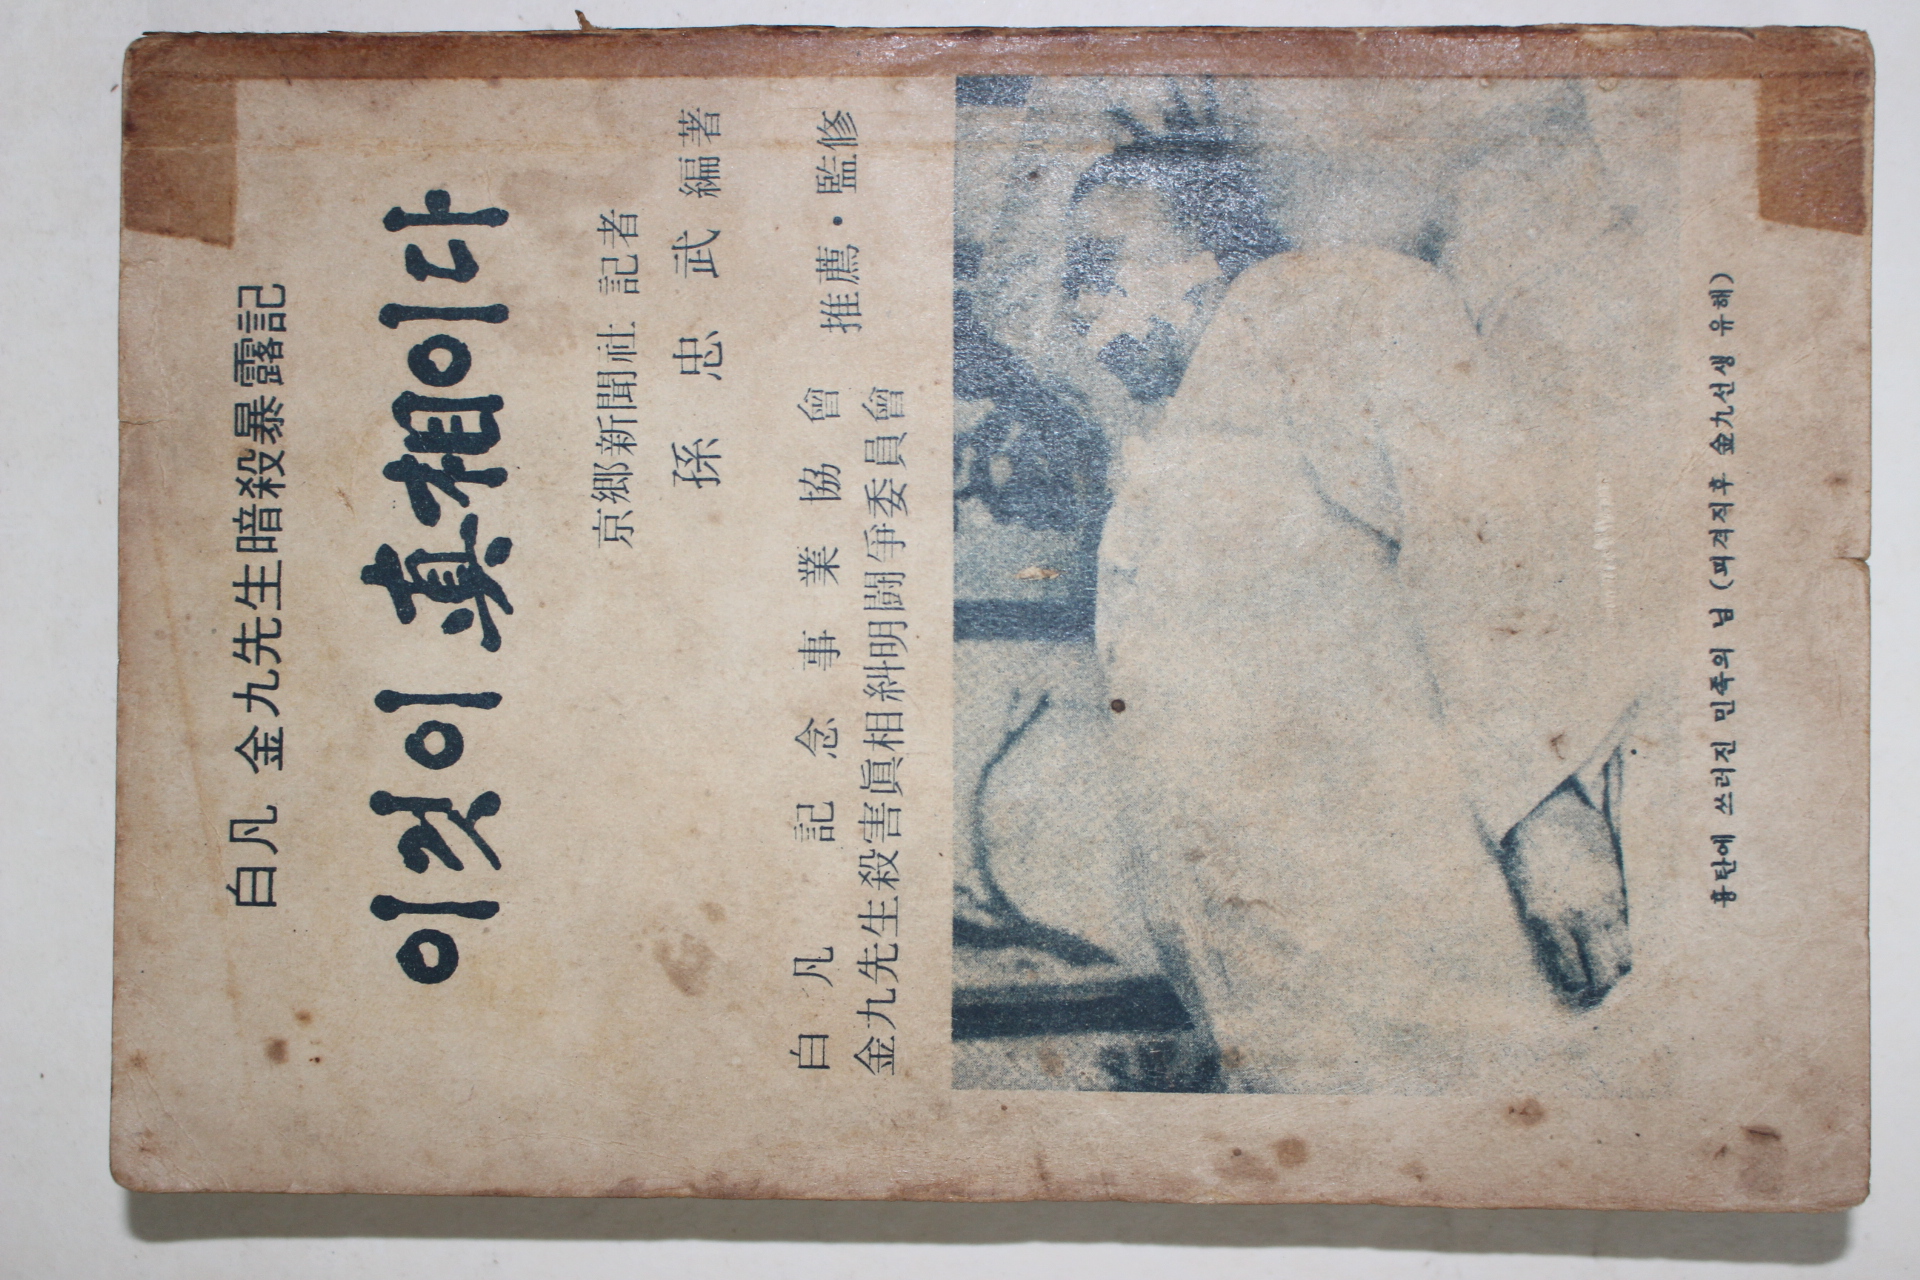 白凡 金九先生暗殺暴露記
이것이 真相이다
京郷新聞社 記者
孫 忠 武 編著
白 凡 記 念 事 業 協 會
金九先生殺害眞相糾明闘爭委員會
推薦・監修
흉탄에 쓰러진 민족의 님 (피격직후 金九선생 유해)